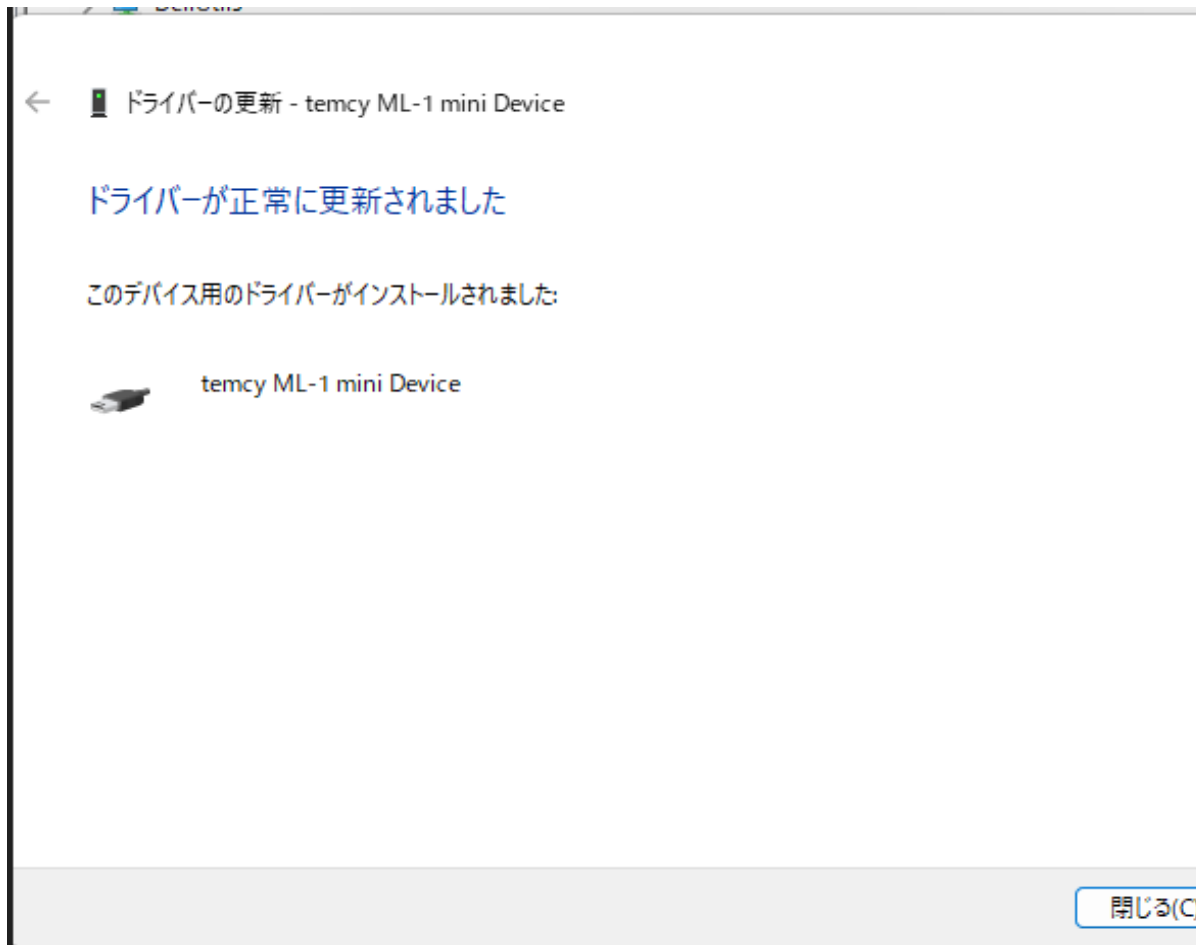 ドライバーの更新 - temcy ML-1 mini Device
ドライバーが正常に更新されました
このデバイス用のドライバーがインストールされました:
temcy ML-1 mini Device
閉じる(C)